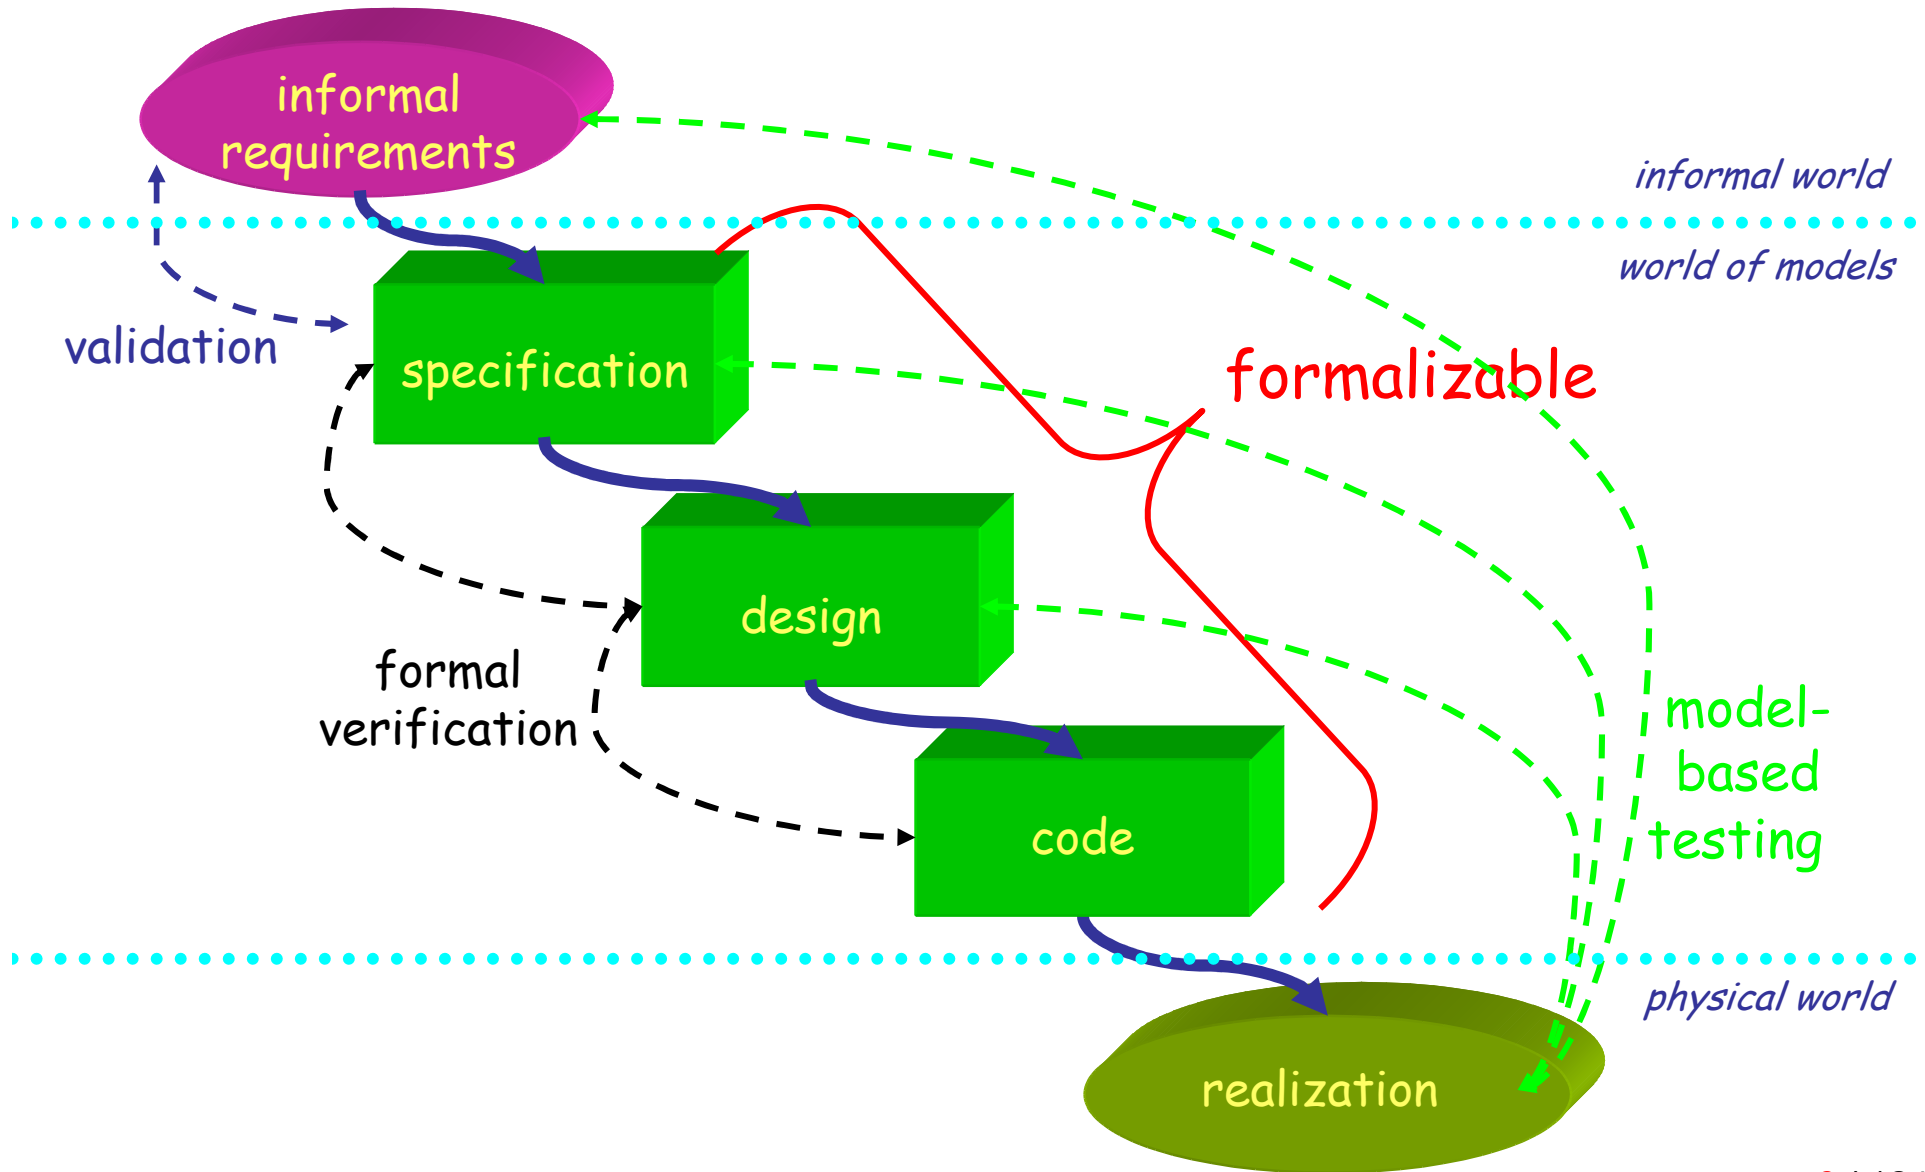 informal
requirements
informal world
world of models
validation
specification
formalizable
design
formal
verification
model-
based
testing
code
physical world
realization